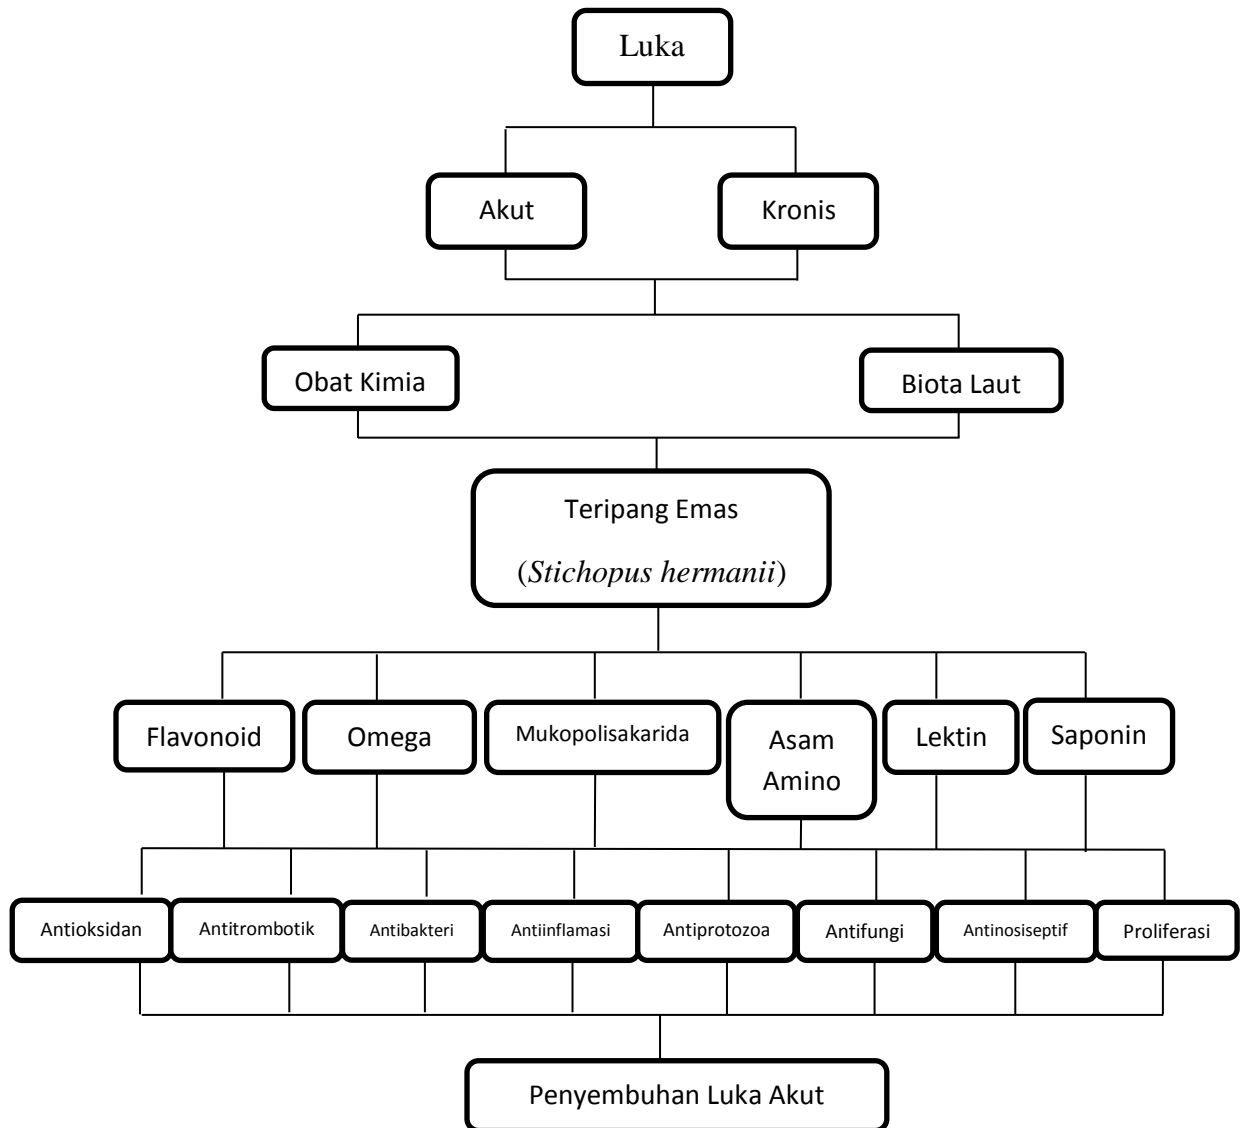 Luka
Akut
Kronis
Obat Kimia
Biota Laut
Teripang Emas
(Stichopus hermanii)
Flavonoid
Omega
Mukopolisakarida
Asam
Amino
Lektin
Saponin
Antioksidan
Antitrombotik
Antibakteri
Antiinflamasi
Antiprotozoa
Antifungi
Antinosiseptif
Proliferasi
Penyembuhan Luka Akut